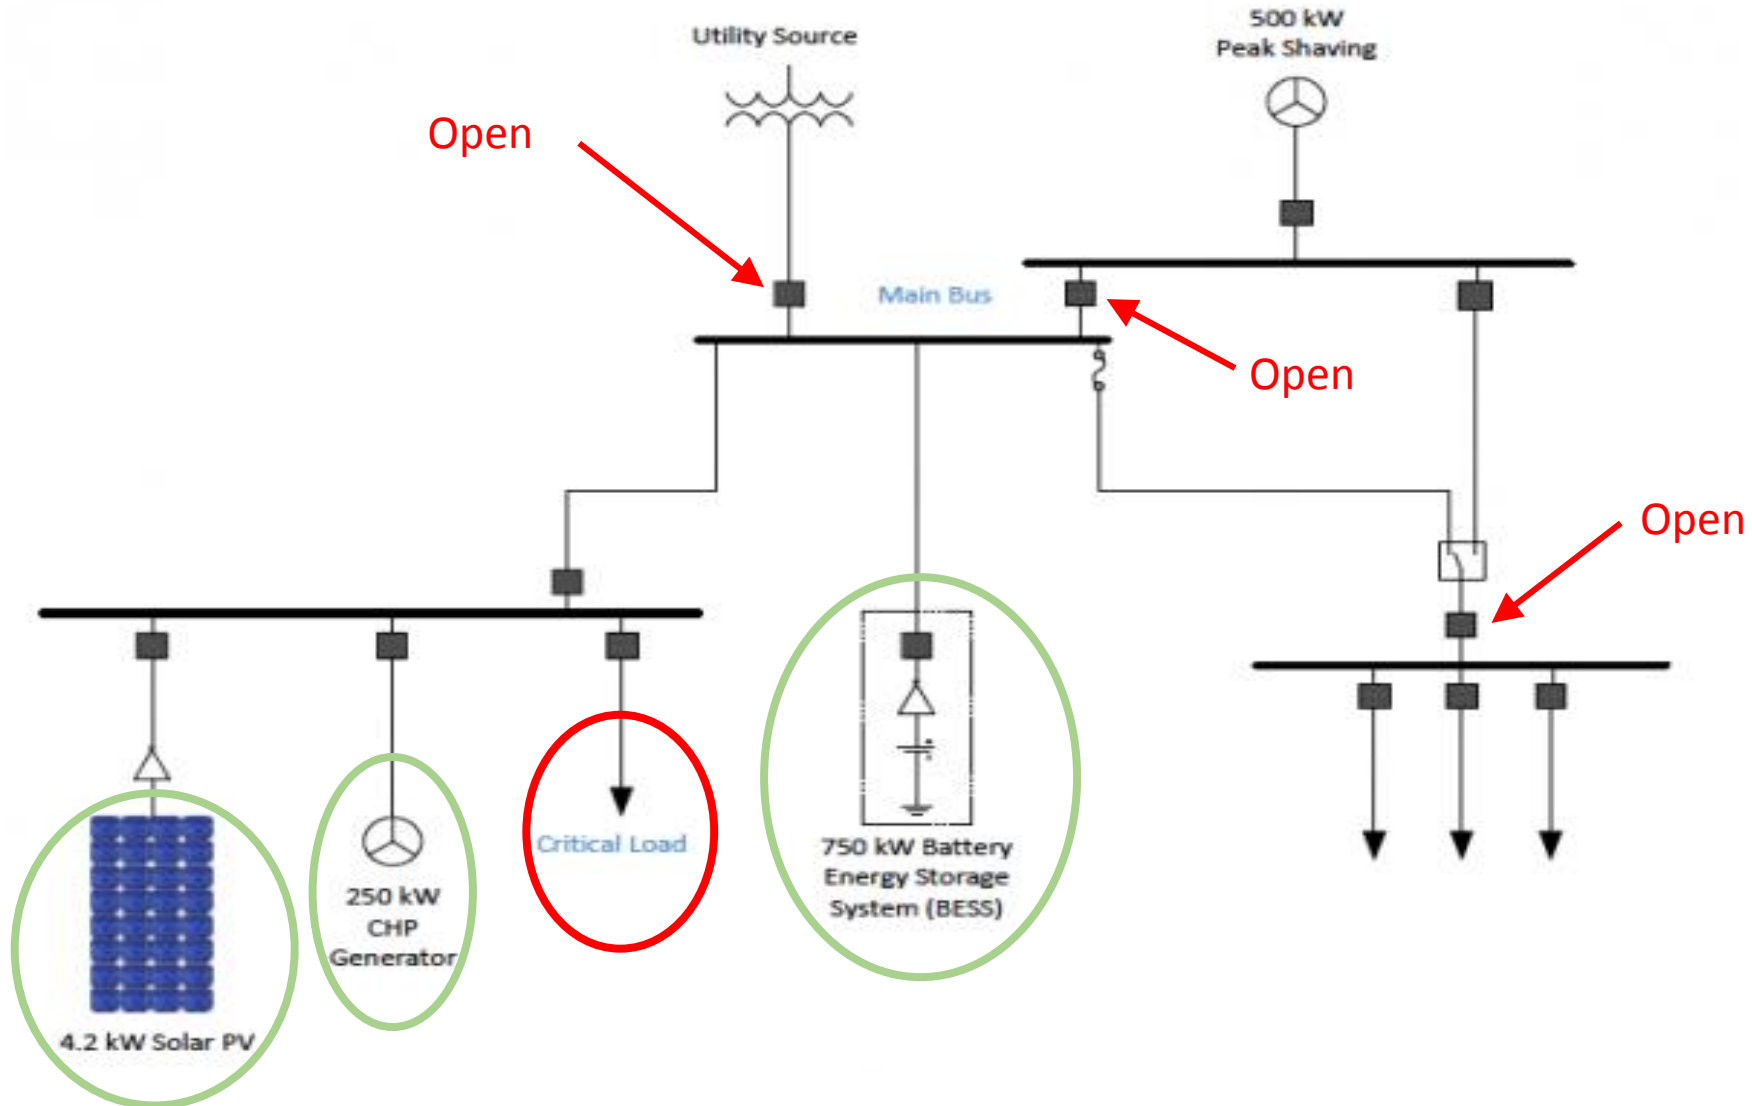 Utility Source
500 kW
Peak Shaving
Open
Main Bus
Open
Open
Critical Load
750 kW Battery
Energy Storage
System (BESS)
250 kW
CHP
Generator
4.2 kW Solar PV